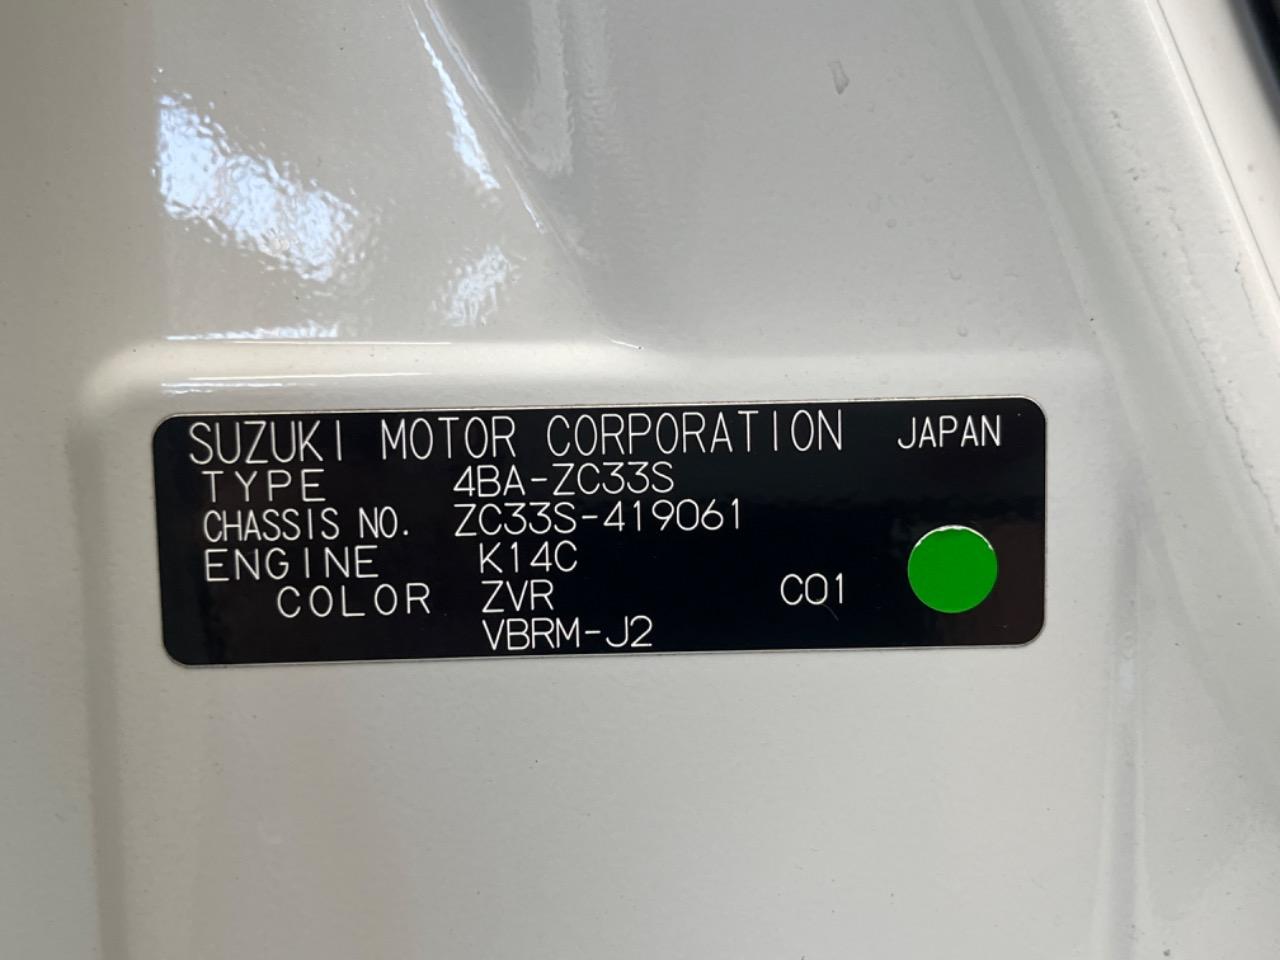 SUZUKI MOTOR CORPORATION JAPAN
TYPE 4BA-ZC33S
CHASSIS NO. ZC33S-419061
ENGINE K14C
COLOR ZVR C01
VBRM-J2